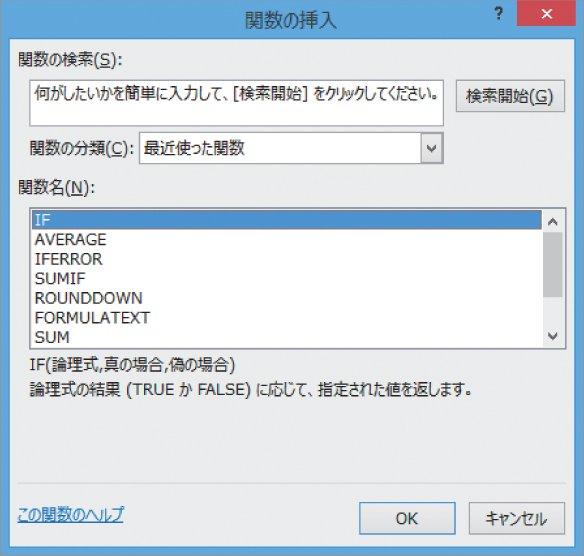 関数の挿入
?
×
関数の検索(S):
何がしたいかを簡単に入力して、[検索開始] をクリックしてください。
検索開始(G)
関数の分類(C): 最近使った関数
関数名(N):
IF
AVERAGE
IFERROR
SUMIF
ROUNDDOWN
FORMULATEXT
SUM
IF(論理式,真の場合,偽の場合)
論理式の結果 (TRUE か FALSE) に応じて、指定された値を返します。
この関数のヘルプ
OK
キャンセル